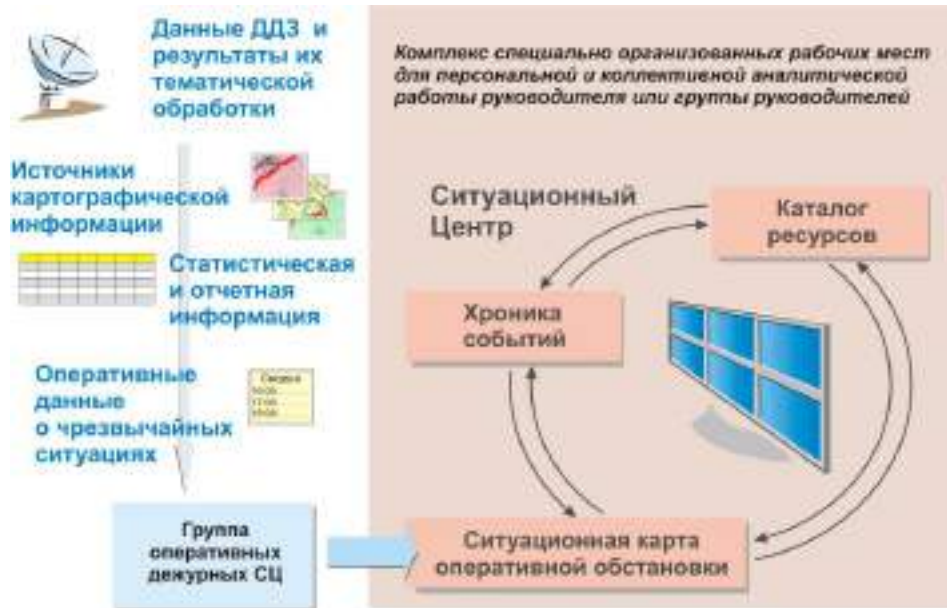 Данные ДДЗ и
результаты их
тематической
обработки
Источники
картографической
информации
Статистическая
и отчетная
информация
Оперативные
данные
о чрезвычайных
ситуациях
Группа
оперативных
дежурных СЦ
Комплекс специально организованных рабочих мест
для персональной и коллективной аналитической
работы руководителя или группы руководителей
Ситуационный
Центр
Каталог
ресурсов
Хроника
событий
Ситуационная карта
оперативной обстановки